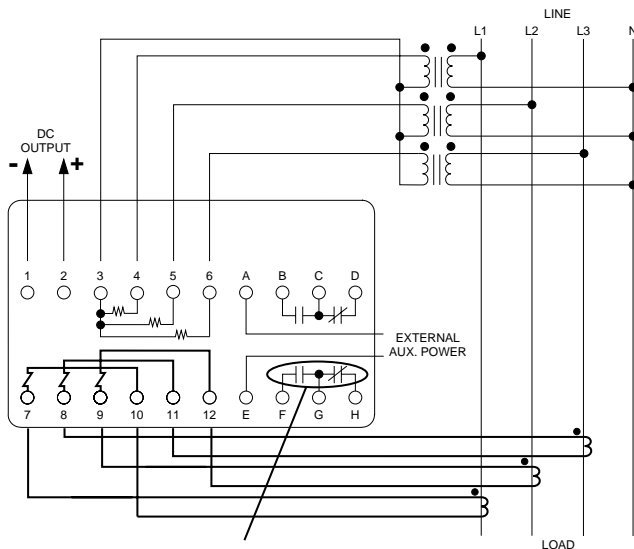 LINE
L1 L2 L3 N
DC
OUTPUT
- +
1 2 3 4 5 6 A B C D
EXTERNAL
AUX. POWER
7 8 9 10 11 12 E F G H
LOAD